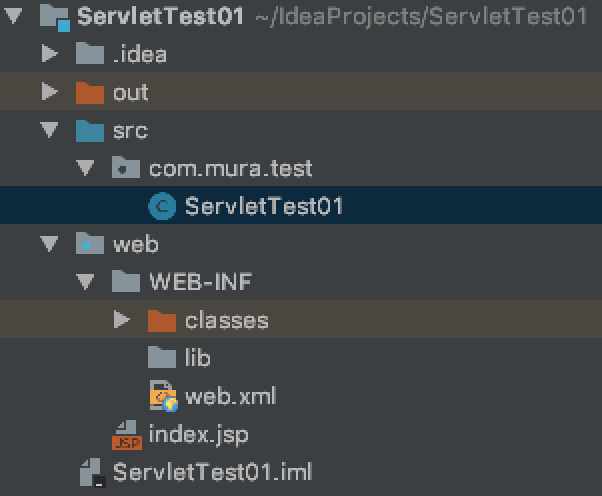 ServletTest01 ~/IdeaProjects/ServletTest01
.idea
out
src
com.mura.test
C ServletTest01
web
WEB-INF
classes
lib
web.xml
JSP index.jsp
ServletTest01.iml